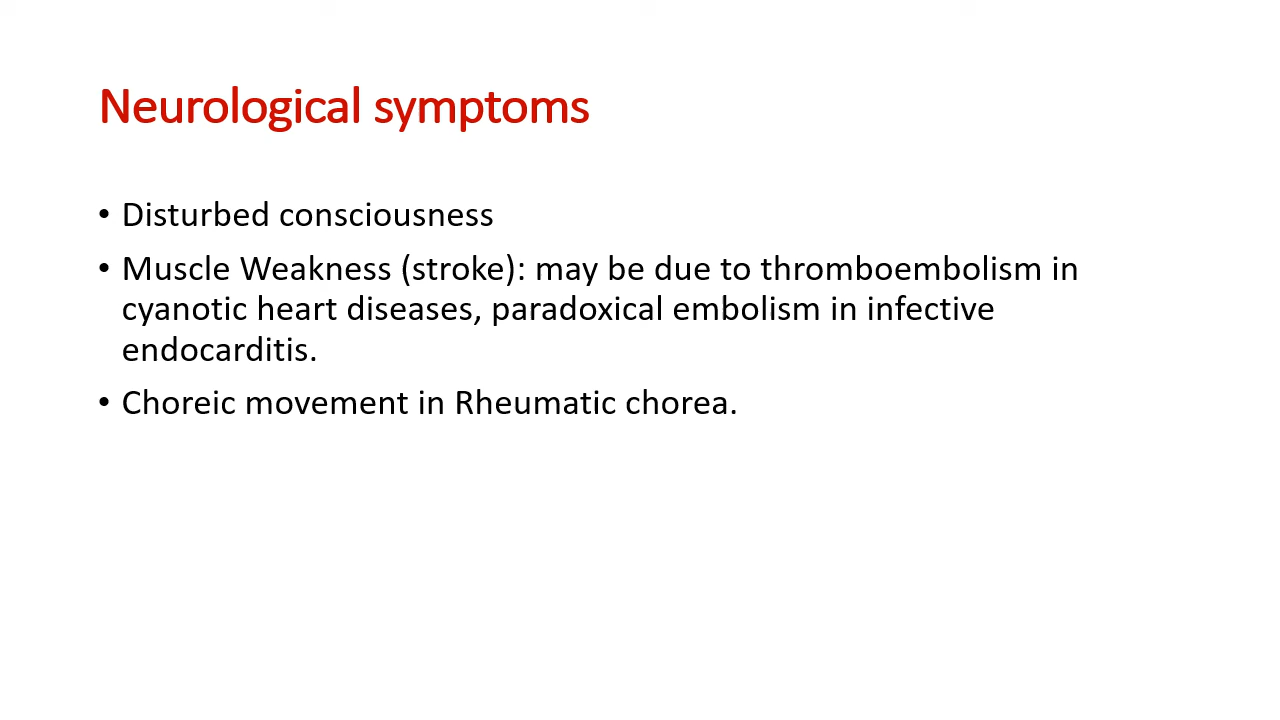 Neurological symptoms
• Disturbed consciousness
• Muscle Weakness (stroke): may be due to thromboembolism in
cyanotic heart diseases, paradoxical embolism in infective
endocarditis.
• Choreic movement in Rheumatic chorea.